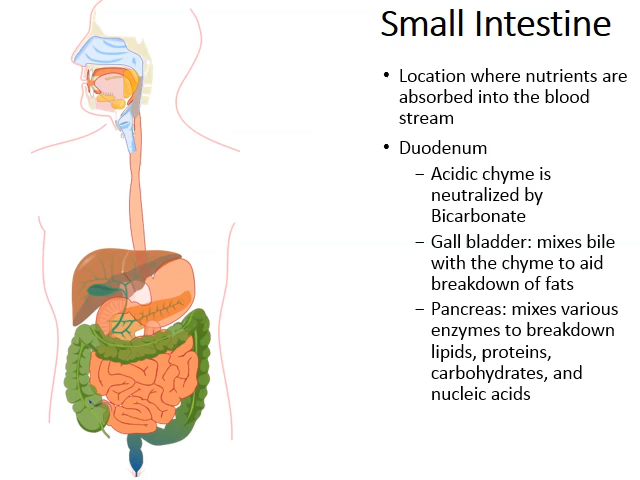 Small Intestine
• Location where nutrients are
absorbed into the blood
stream
• Duodenum
– Acidic chyme is
neutralized by
Bicarbonate
– Gall bladder: mixes bile
with the chyme to aid
breakdown of fats
– Pancreas: mixes various
enzymes to breakdown
lipids, proteins,
carbohydrates, and
nucleic acids